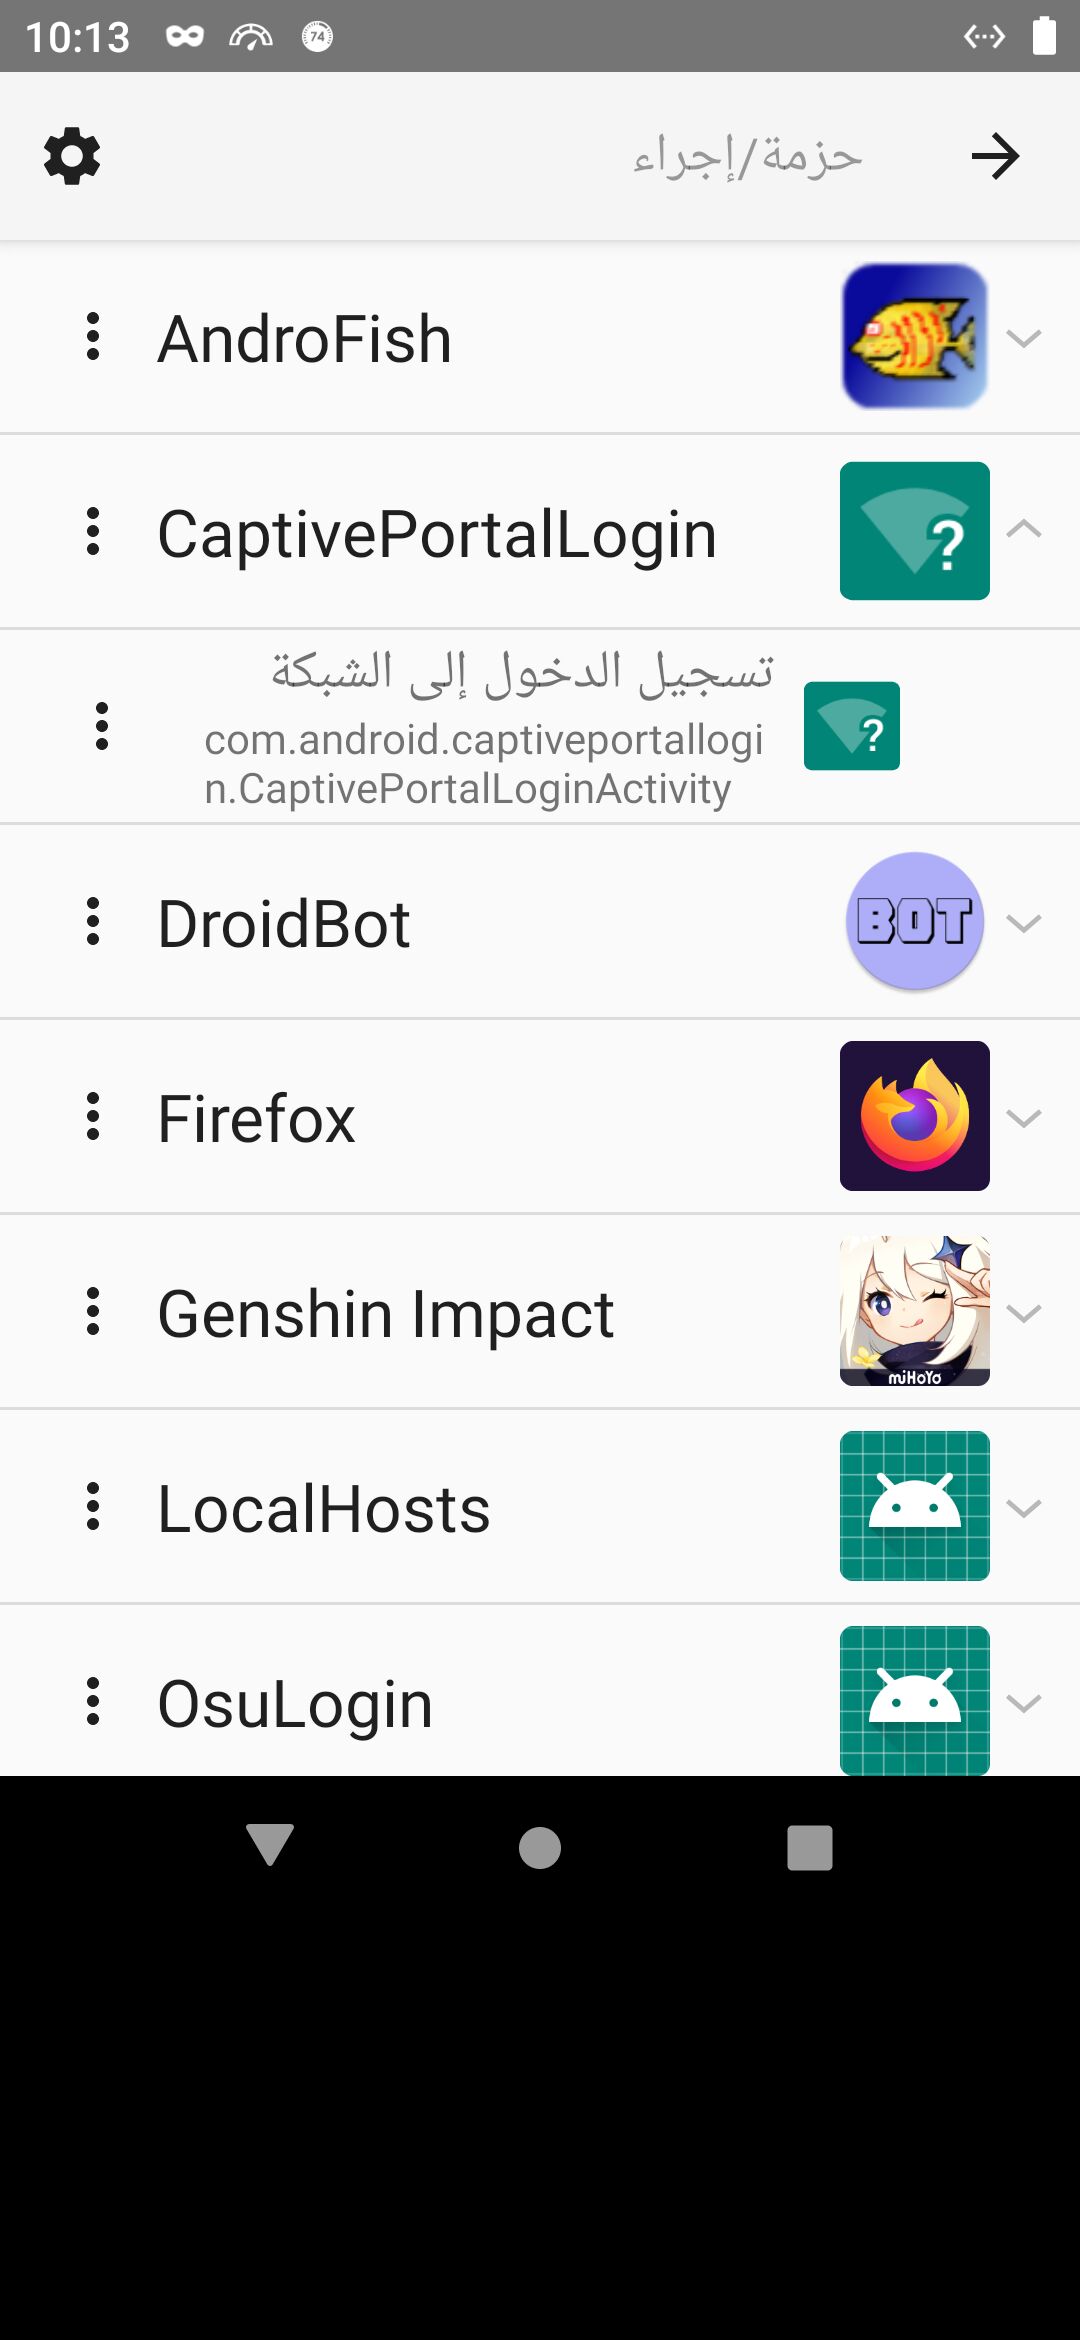 10:13
74
حزمة/إجراء
AndroFish
CaptivePortalLogin
تسجيل الدخول إلى الشبكة
com.android.captiveportallogi
n.CaptivePortalLoginActivity
DroidBot
BOT
Firefox
Genshin Impact
miHoYo
LocalHosts
OsuLogin